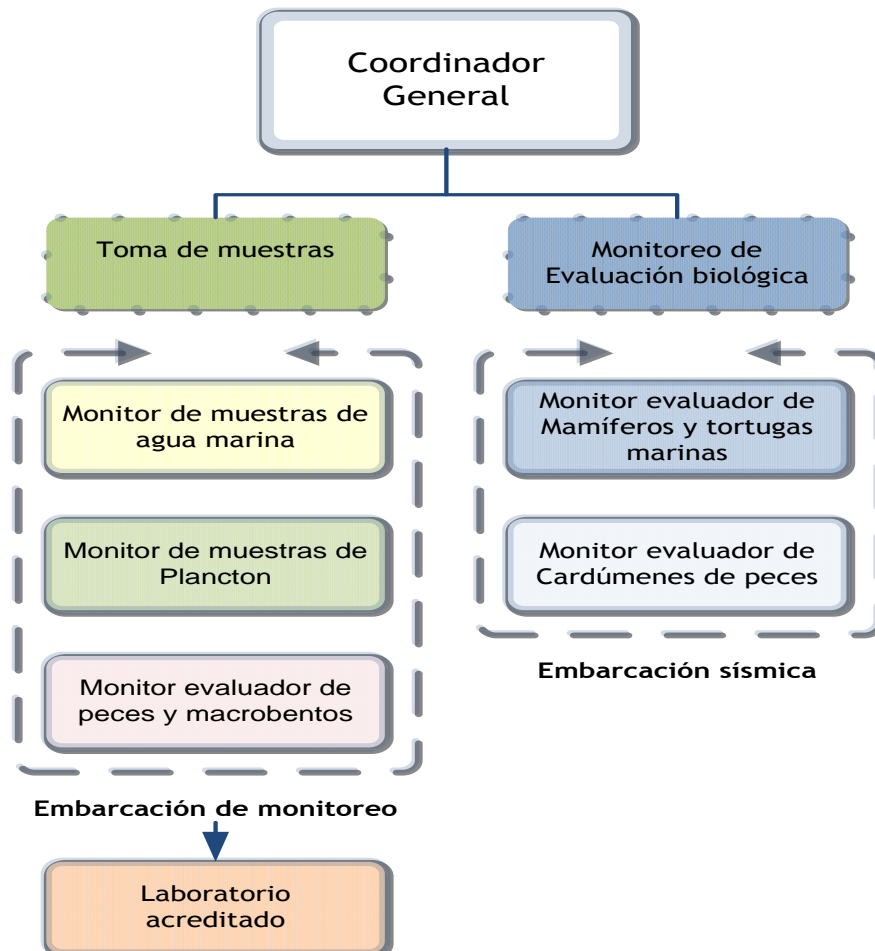 Coordinador
General
Toma de muestras
Monitoreo de
Evaluación biológica
Monitor de muestras de
agua marina
Monitor de muestras de
Plancton
Monitor evaluador de
peces y macrobentos
Embarcación de monitoreo
Laboratorio
acreditado
Monitor evaluador de
Mamíferos y tortugas
marinas
Monitor evaluador de
Cardúmenes de peces
Embarcación sísmica